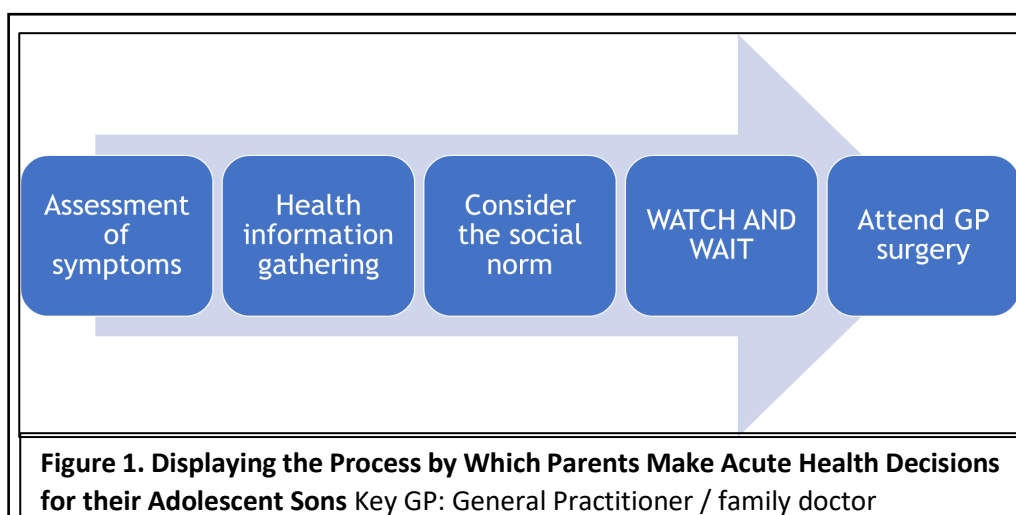 Assessment
of
symptoms
Health
information
gathering
Consider
the social
norm
WATCH AND
WAIT
Attend GP
surgery
Figure 1. Displaying the Process by Which Parents Make Acute Health Decisions
for their Adolescent Sons Key GP: General Practitioner / family doctor